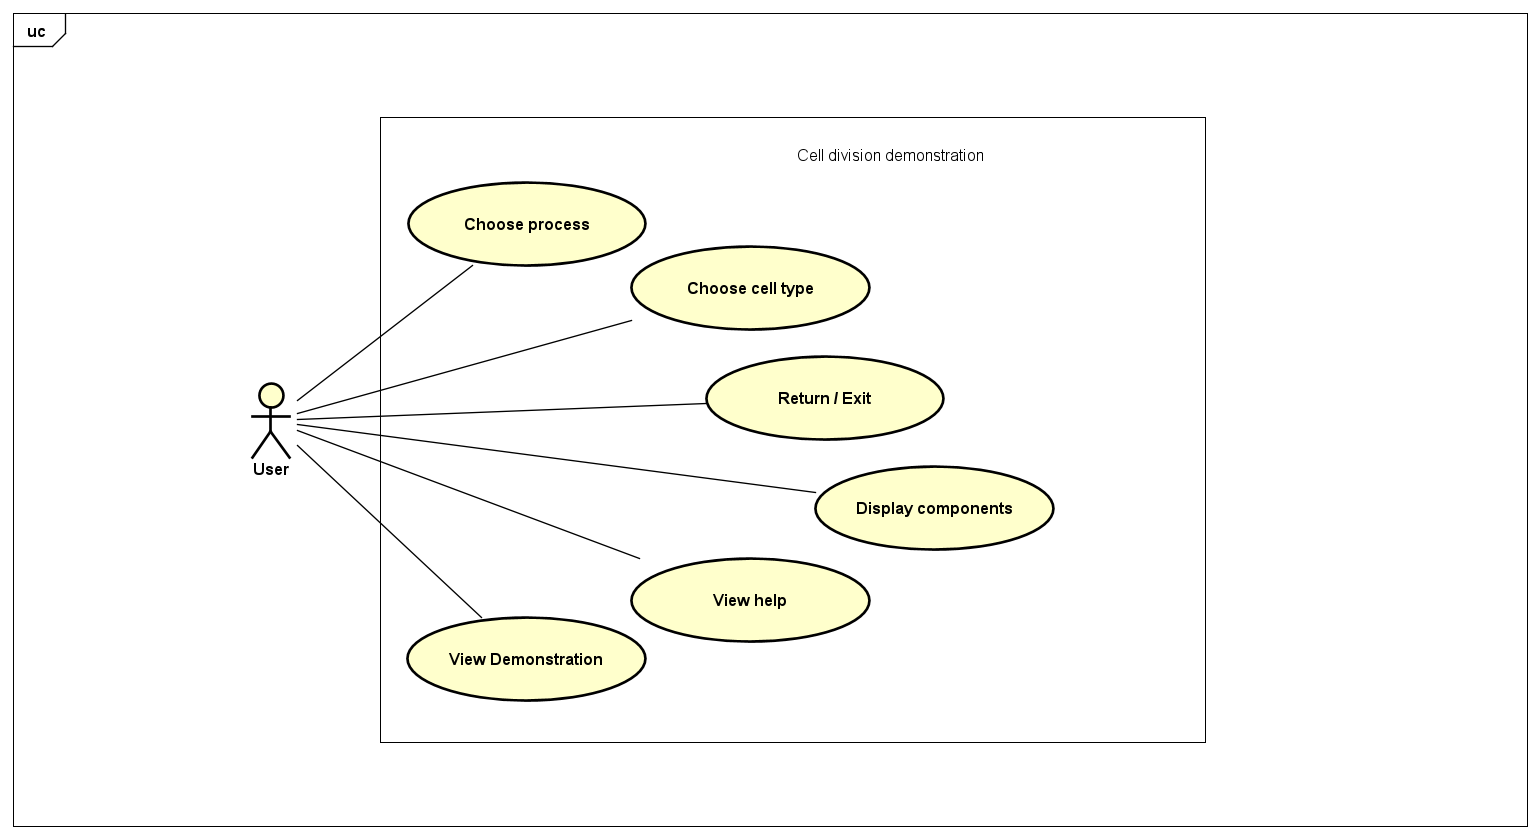 uc
Cell division demonstration
Choose process
Choose cell type
Return / Exit
User
Display components
View help
View Demonstration